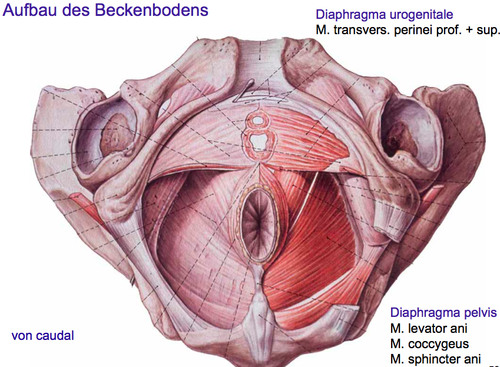 Aufbau des Beckenbodens
Diaphragma urogenitale
M. transvers. perinei prof. + sup.
von caudal
Diaphragma pelvis
M. levator ani
M. coccygeus
M. sphincter ani